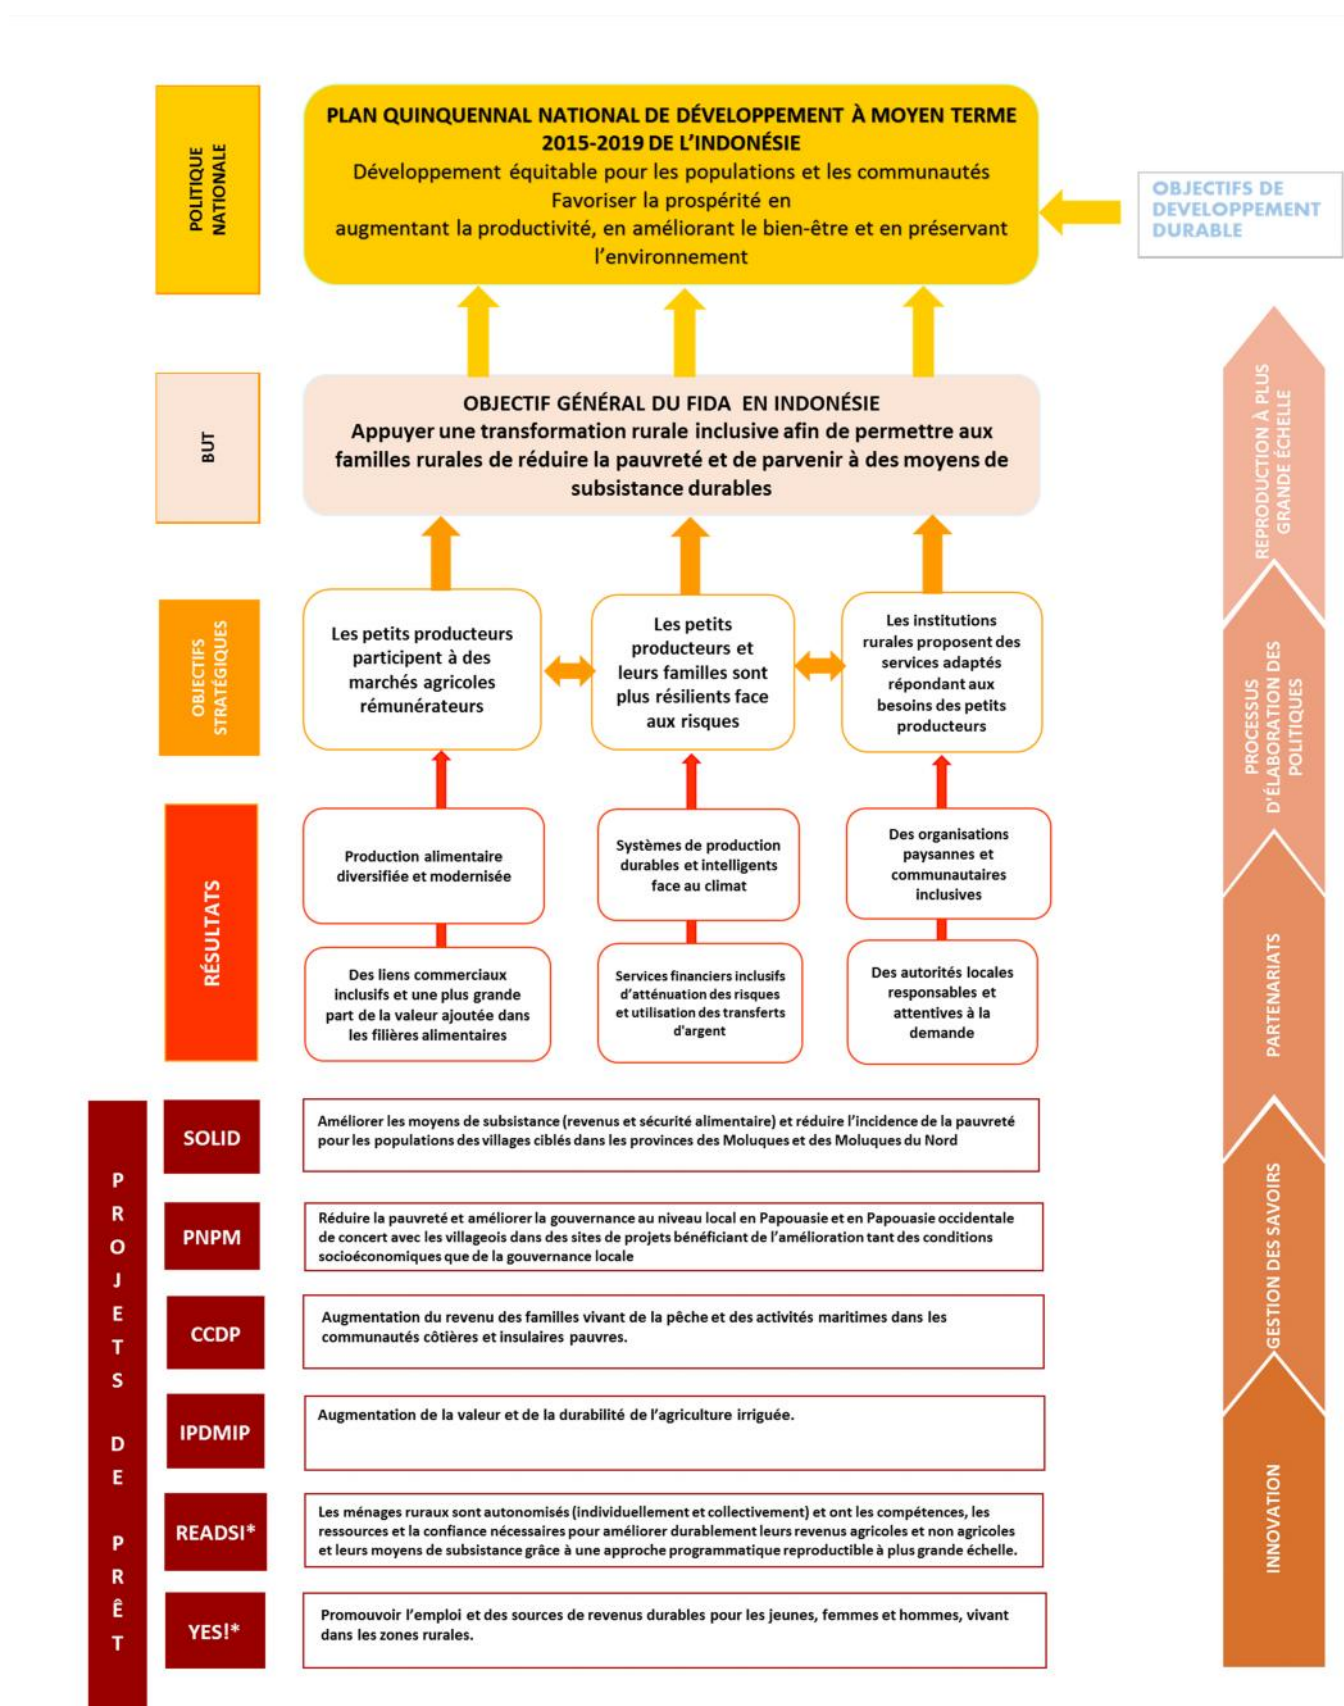 POLITIQUE
NATIONALE
PLAN QUINQUENNAL NATIONAL DE DÉVELOPPEMENT À MOYEN TERME
2015-2019 DE L'INDONÉSIE
Développement équitable pour les populations et les communautés
Favoriser la prospérité en
augmentant la productivité, en améliorant le bien-être et en préservant
l'environnement
OBJECTIFS DE
DEVELOPPEMENT
DURABLE
BUT
OBJECTIF GÉNÉRAL DU FIDA EN INDONÉSIE
Appuyer une transformation rurale inclusive afin de permettre aux
familles rurales de réduire la pauvreté et de parvenir à des moyens de
subsistance durables
OBJECTIFS
STRATÉGIQUES
Les petits producteurs
participent à des
marchés agricoles
rémunérateurs
Les petits
producteurs et
leurs familles sont
plus résilients face
aux risques
Les institutions
rurales proposent des
services adaptés
répondant aux
besoins des petits
producteurs
RÉSULTATS
Production alimentaire
diversifiée et modernisée
Systèmes de production
durables et intelligents
face au climat
Des organisations
paysannes et
communautaires
inclusives
Des liens commerciaux
inclusifs et une plus grande
part de la valeur ajoutée dans
les filières alimentaires
Services financiers inclusifs
d'atténuation des risques
et utilisation des transferts
d'argent
Des autorités locales
responsables et
attentives à la
demande
PROJETS DE PRÊT
SOLID
Améliorer les moyens de subsistance (revenus et sécurité alimentaire) et réduire l'incidence de la pauvreté
pour les populations des villages ciblés dans les provinces des Moluques et des Moluques du Nord
PNPM
Réduire la pauvreté et améliorer la gouvernance au niveau local en Papouasie et en Papouasie occidentale
de concert avec les villageois dans des sites de projets bénéficiant de l'amélioration tant des conditions
socioéconomiques que de la gouvernance locale
CCDP
Augmentation du revenu des familles vivant de la pêche et des activités maritimes dans les
communautés côtières et insulaires pauvres.
IPDMIP
Augmentation de la valeur et de la durabilité de l'agriculture irriguée.
READSI*
Les ménages ruraux sont autonomisés (individuellement et collectivement) et ont les compétences, les
ressources et la confiance nécessaires pour améliorer durablement leurs revenus agricoles et non agricoles
et leurs moyens de subsistance grâce à une approche programmatique reproductible à plus grande échelle.
YES!*
Promouvoir l'emploi et des sources de revenus durables pour les jeunes, femmes et hommes, vivant
dans les zones rurales.
REPRODUCTION À PLUS
GRANDE ÉCHELLE
PROCESSUS
D'ÉLABORATION DES
POLITIQUES
PARTENARIATS
GESTION DES SAVOIRS
INNOVATION